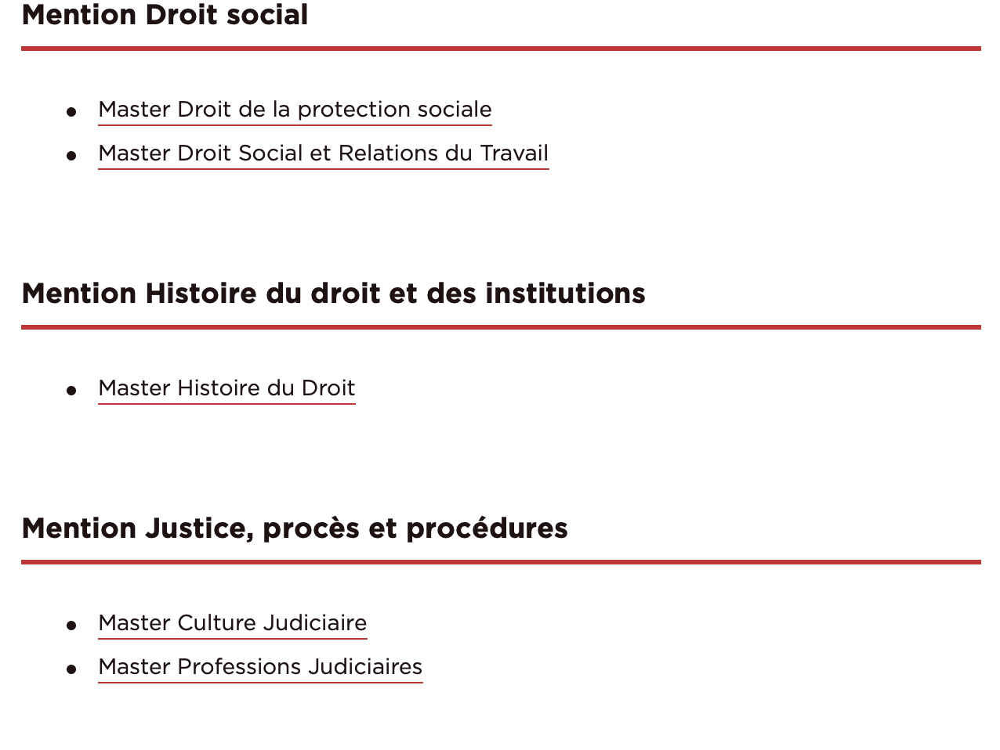 Mention Droit social
Master Droit de la protection sociale
Master Droit Social et Relations du Travail
Mention Histoire du droit et des institutions
Master Histoire du Droit
Mention Justice, procès et procédures
Master Culture Judiciaire
Master Professions Judiciaires